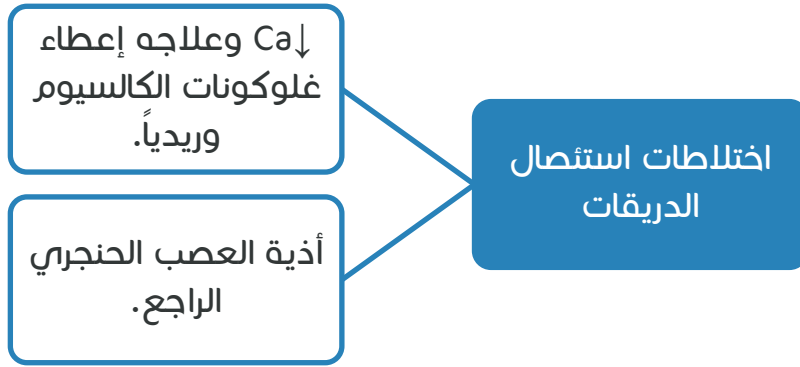 اختلاطات استئصال
الدريقات
↓Ca وعلاجه إعطاء
غلوكونات الكالسيوم
وريدياً.
أذية العصب الحنجري
الراجع.